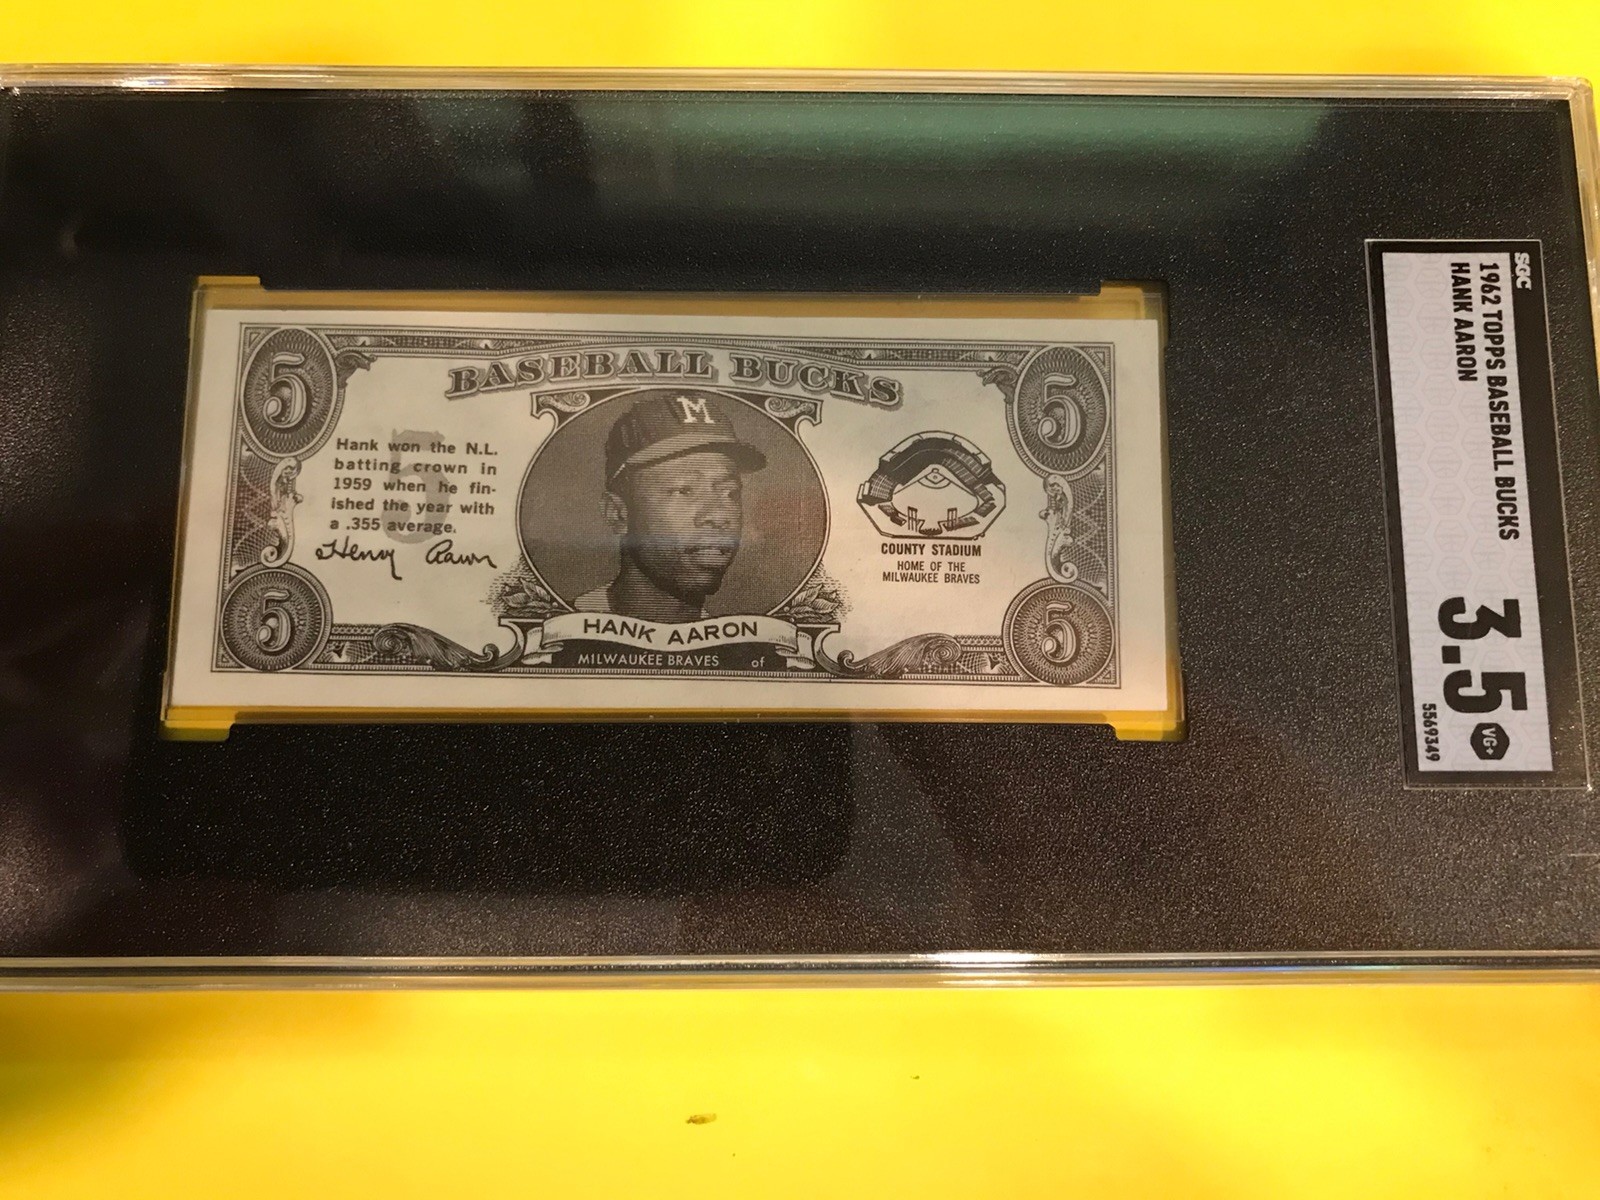 BASEBALL BUCKS
5
5
5
Hank won the N.L.
batting crown in
1959 when he fin-
ished the year with
a .355 average.
Henry Aaron
M
COUNTY STADIUM
HOME OF THE
MILWAUKEE BRAVES
5
5
HANK AARON
MILWAUKEE BRAVES of
SGC
1962 TOPPS BASEBALL BUCKS
HANK AARON
3.5
VG+
5569349